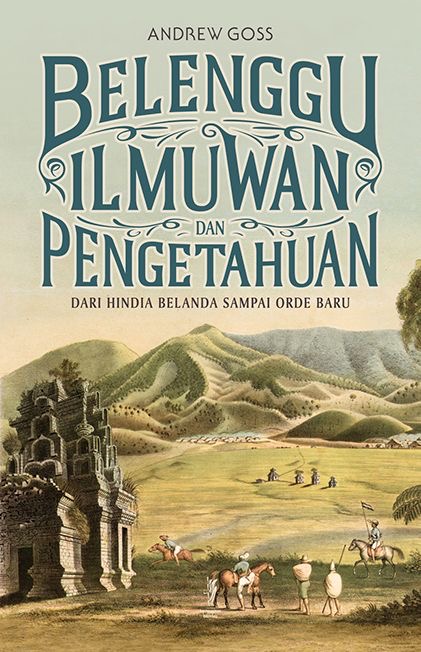 ANDREW GOSS
BELENGGU
ILMUWAN
DAN
PENGETAHUAN
DARI HINDIA BELANDA SAMPAI ORDE BARU